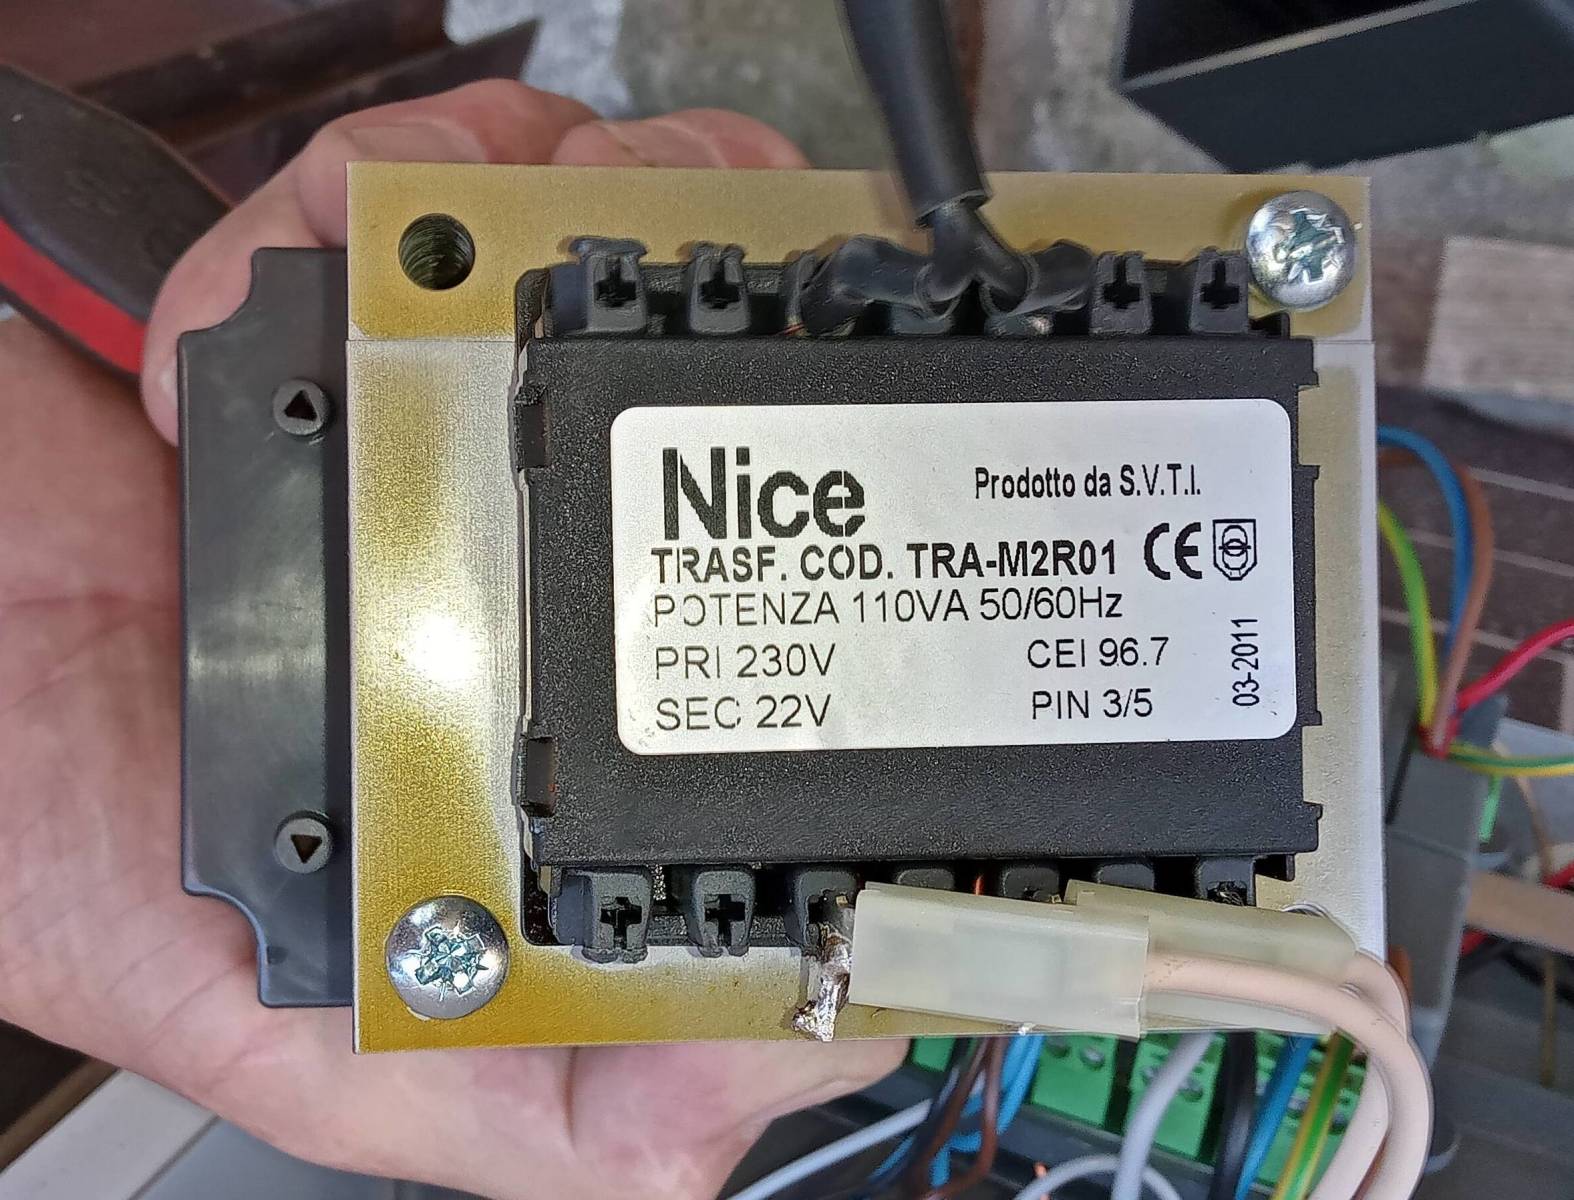 Nice
Prodotto da S.V.T.I.
TRASF. COD. TRA-M2R01 CE
POTENZA 110VA 50/60Hz
PRI 230V CEI 96.7
SEC 22V PIN 3/5
03-2011